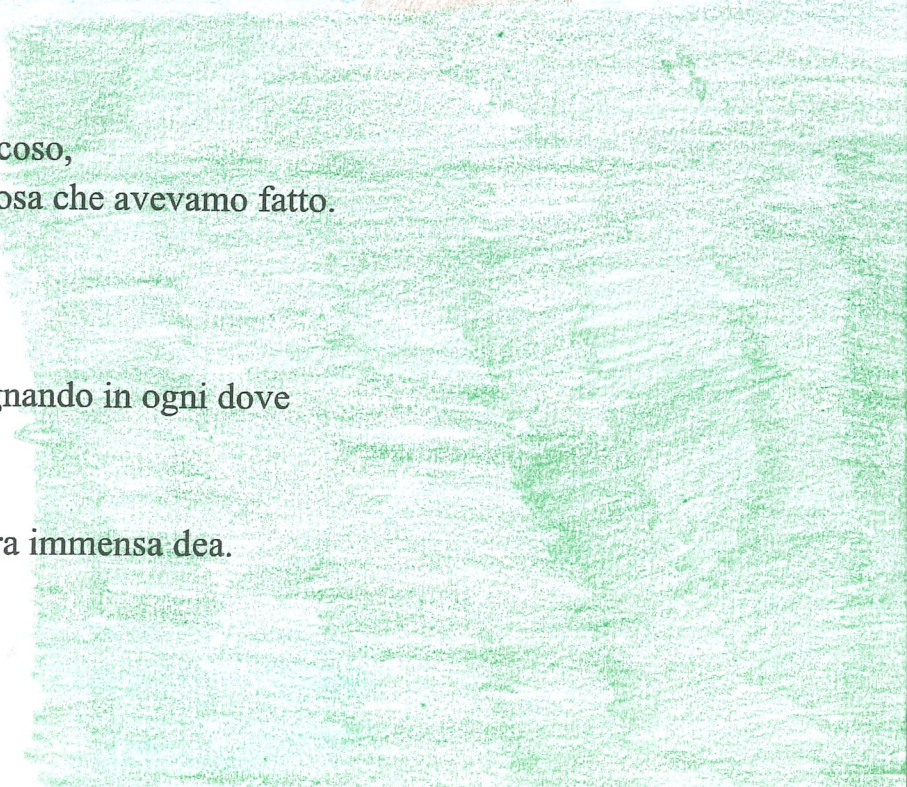 coso,
osa che avevamo fatto.
gnando in ogni dove
ra immensa dea.